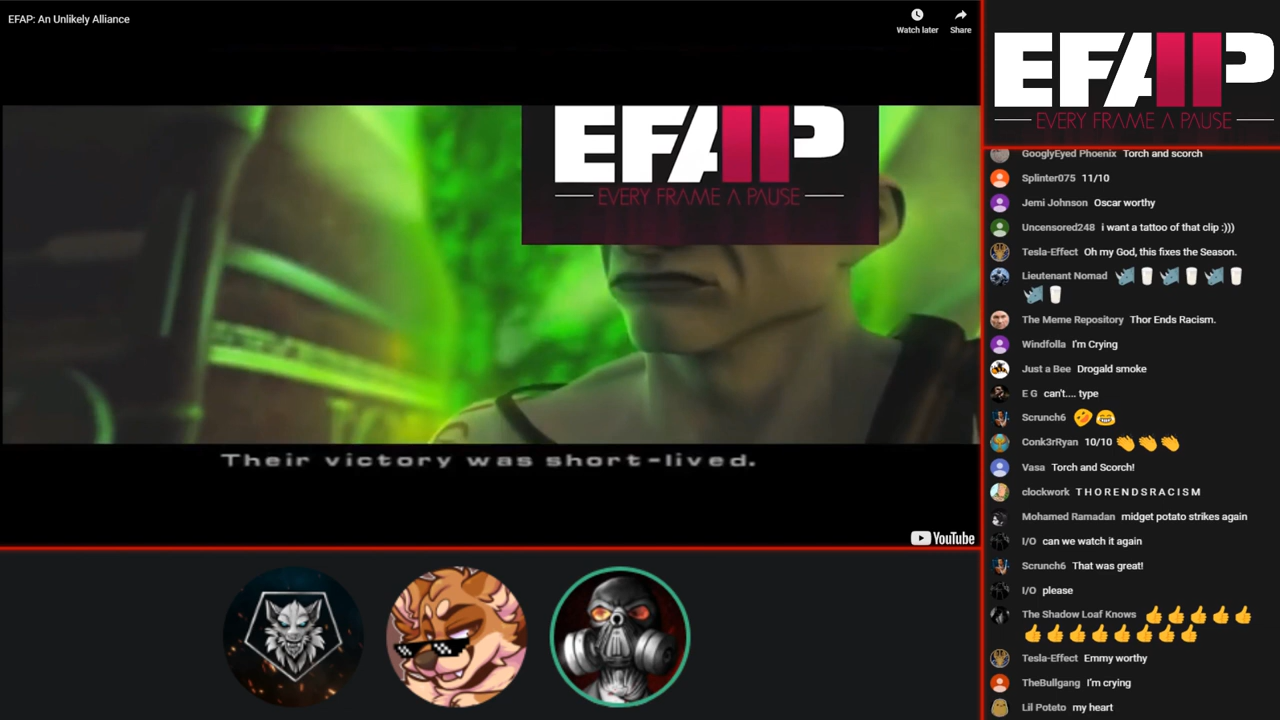 EFAP: An Unlikely Alliance
Watch later
Share
EFAP
EVERY FRAME A PAUSE
Their victory was short-lived.
YouTube
EFAP
EVERY FRAME A PAUSE
GooglyEyed Phoenix Torch and scorch
Splinter075 11/10
Jemi Johnson Oscar worthy
Uncensored248 i want a tattoo of that clip :)))
Tesla-Effect Oh my God, this fixes the Season.
Lieutenant Nomad
The Meme Repository Thor Ends Racism.
Windfolla I'm Crying
Just a Bee Drogald smoke
E G can't.... type
Scrunch6
Conk3rRyan 10/10
Vasa Torch and Scorch!
clockwork T H O R E N D S R A C I S M
Mohamed Ramadan midget potato strikes again
I/O can we watch it again
Scrunch6 That was great!
I/O please
The Shadow Loaf Knows
Tesla-Effect Emmy worthy
TheBullgang I'm crying
Lil Poteto my heart